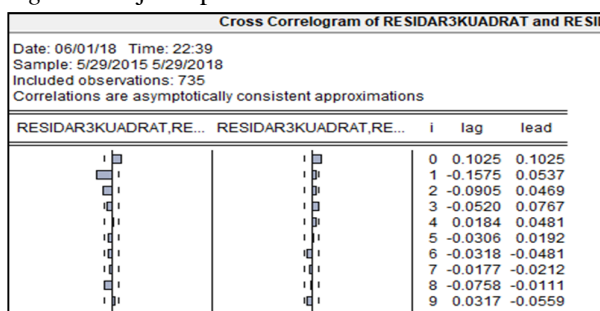 Cross Correlogram of RESIDAR3KUADRAT and RESI
Date: 06/01/18 Time: 22:39
Sample: 5/29/2015 5/29/2018
Included observations: 735
Correlations are asymptotically consistent approximations
RESIDAR3KUADRAT,RE... RESIDAR3KUADRAT,RE... i lag lead
0 0.1025 0.1025
1 -0.1575 0.0537
2 -0.0905 0.0469
3 -0.0520 0.0767
4 0.0184 0.0481
5 -0.0306 0.0192
6 -0.0318 -0.0481
7 -0.0177 -0.0212
8 -0.0758 -0.0111
9 0.0317 -0.0559